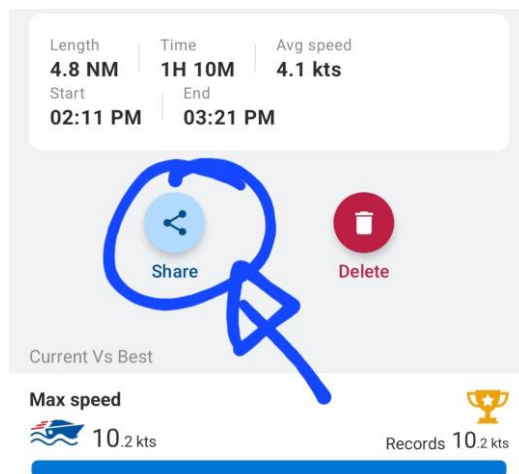 Length Time Avg speed
4.8 NM 1H 10M 4.1 kts
Start End
02:11 PM 03:21 PM
Share Delete
Current Vs Best
Max speed
10.2 kts Records 10.2 kts